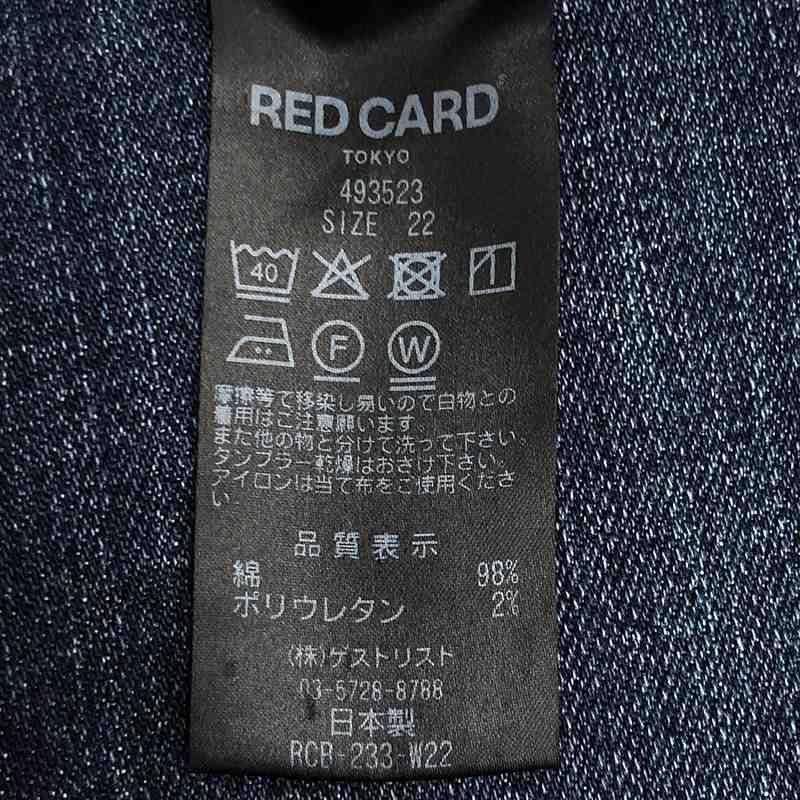 RED CARD
TOKYO
493523
SIZE 22
40
F
W
摩擦等で移染し易いので白物との
着用はご注意願います。
また他の物と分けて洗って下さい。
タンブラー乾燥はおさけ下さい。
アイロンは当て布をご使用くださ
い
品質表示
綿 98%
ポリウレタン 2%
(株)ゲストリスト
03-5728-8788
日本製
RCB-233-W22